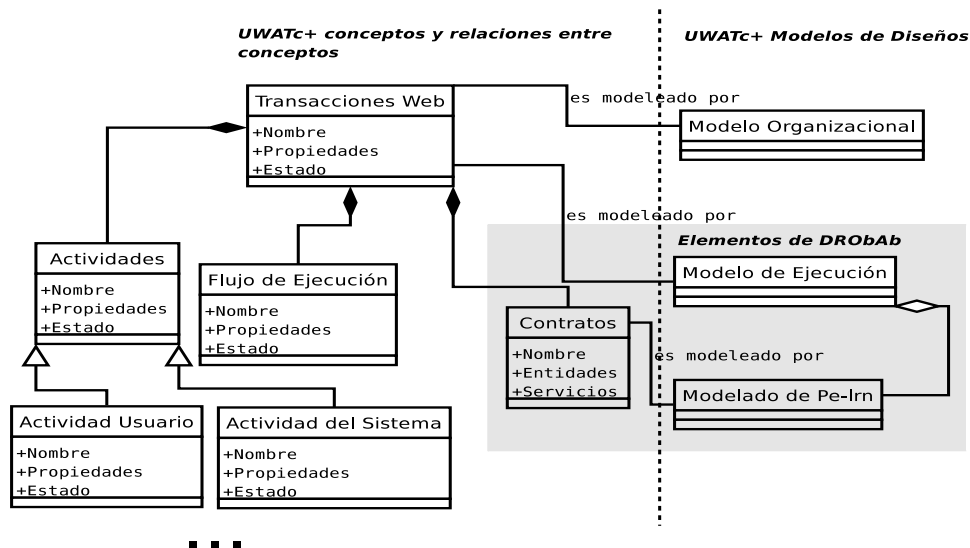 UWATc+ conceptos y relaciones entre
conceptos
UWATc+ Modelos de Diseños
Transacciones Web
+Nombre
+Propiedades
+Estado
es modeleado por
Modelo Organizacional
es modeleado por
Elementos de DRObAb
Actividades
+Nombre
+Propiedades
+Estado
Flujo de Ejecución
+Nombre
+Propiedades
+Estado
Modelo de Ejecución
Contratos
+Nombre
+Entidades
+Servicios
es modeleado por
Modelado de Pe-Irn
Actividad Usuario
+Nombre
+Propiedades
+Estado
Actividad del Sistema
+Nombre
+Propiedades
+Estado
...